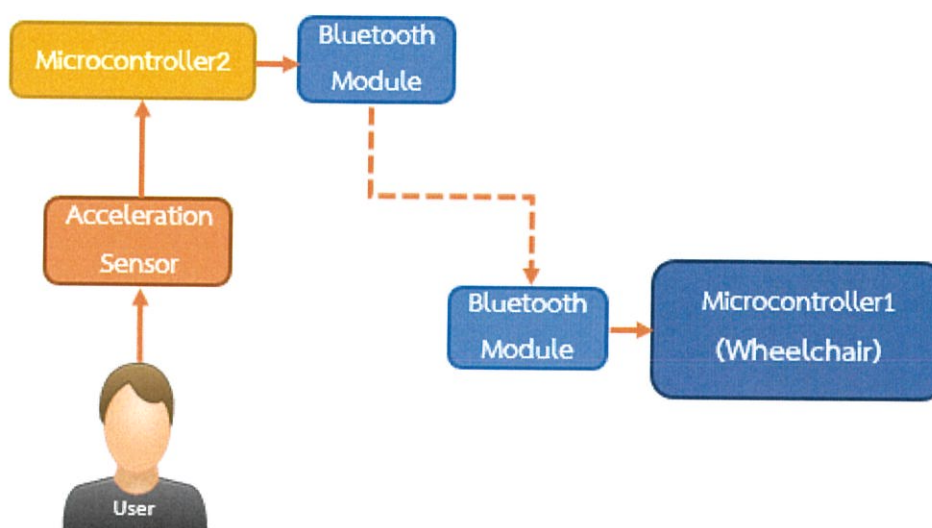 Microcontroller2
Bluetooth
Module
Acceleration
Sensor
Bluetooth
Module
Microcontroller1
(Wheelchair)
User